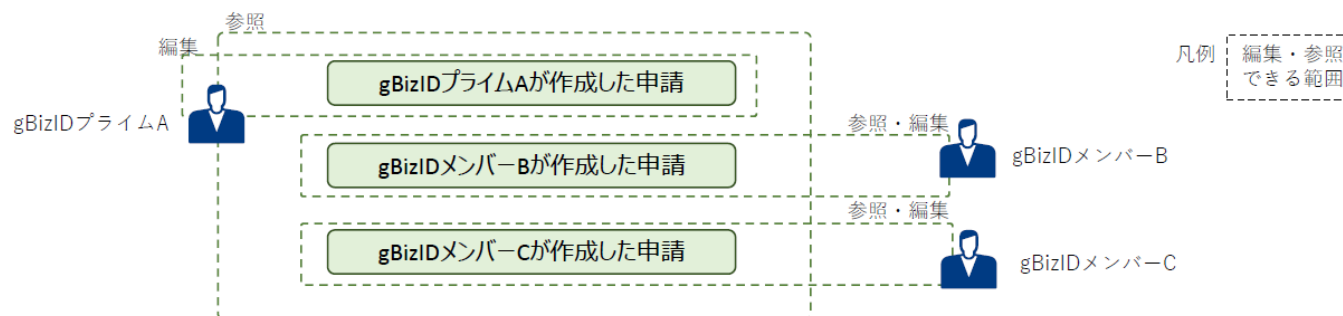 参照
編集
凡例
編集・参照
できる範囲
gBizIDプライムAが作成した申請
gBizIDプライムA
参照・編集
gBizIDメンバーBが作成した申請
gBizIDメンバーB
参照・編集
gBizIDメンバーCが作成した申請
gBizIDメンバーC